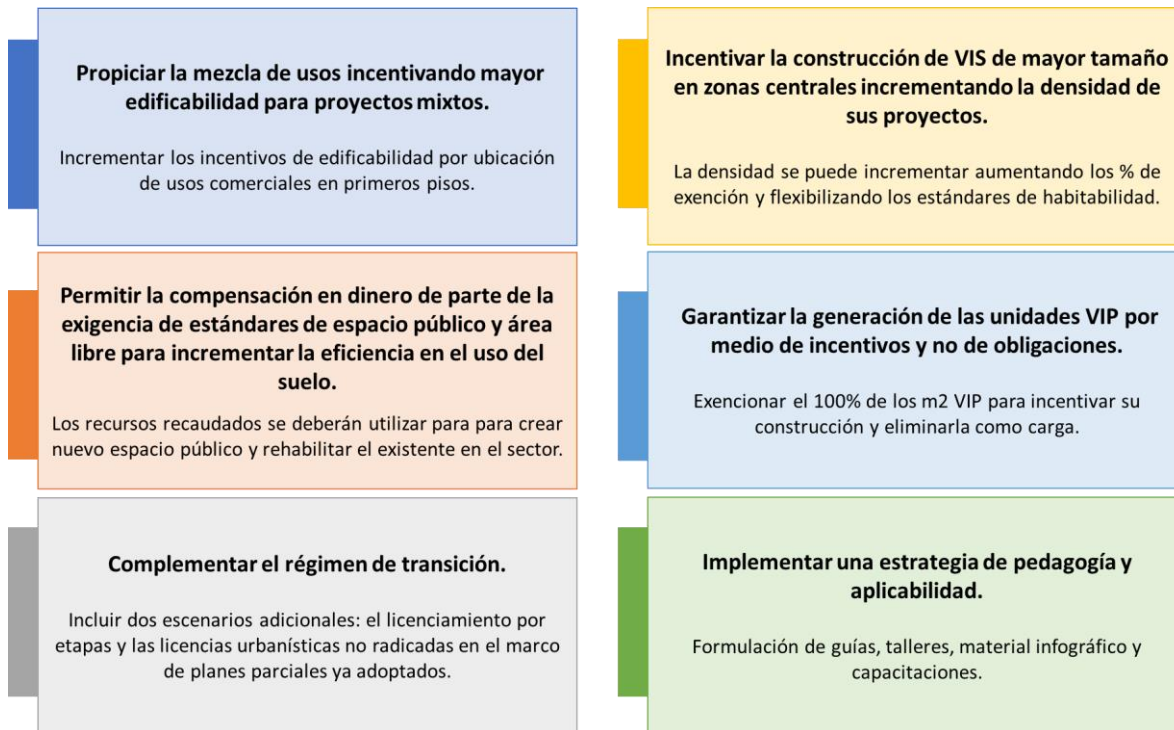 Propiciar la mezcla de usos incentivando mayor
edificabilidad para proyectos mixtos.
Incrementar los incentivos de edificabilidad por ubicación
de usos comerciales en primeros pisos.
Incentivar la construcción de VIS de mayor tamaño
en zonas centrales incrementando la densidad de
sus proyectos.
La densidad se puede incrementar aumentando los % de
exención y flexibilizando los estándares de habitabilidad.
Permitir la compensación en dinero de parte de la
exigencia de estándares de espacio público y área
libre para incrementar la eficiencia en el uso del
suelo.
Los recursos recaudados se deberán utilizar para para crear
nuevo espacio público y rehabilitar el existente en el sector.
Garantizar la generación de las unidades VIP por
medio de incentivos y no de obligaciones.
Exencionar el 100% de los m2 VIP para incentivar su
construcción y eliminarla como carga.
Complementar el régimen de transición.
Incluir dos escenarios adicionales: el licenciamiento por
etapas y las licencias urbanísticas no radicadas en el marco
de planes parciales ya adoptados.
Implementar una estrategia de pedagogía y
aplicabilidad.
Formulación de guías, talleres, material infográfico y
capacitaciones.